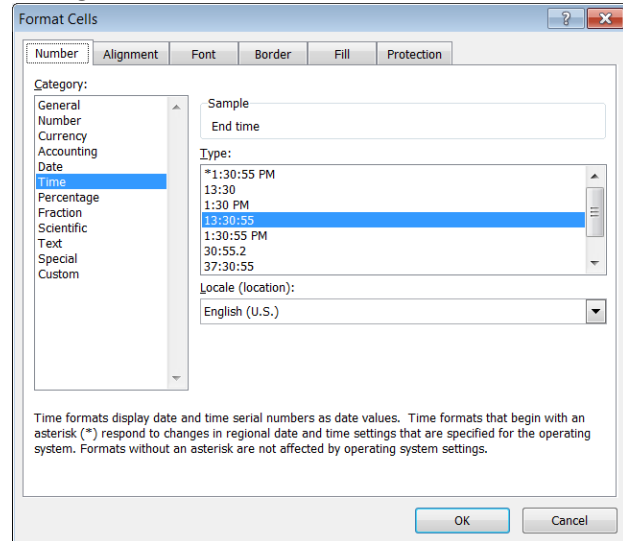 Format Cells
Number Alignment Font Border Fill Protection
Category:
General
Number
Currency
Accounting
Date
Time
Percentage
Fraction
Scientific
Text
Special
Custom
Sample
End time
Type:
*1:30:55 PM
13:30
1:30 PM
13:30:55
1:30:55 PM
30:55.2
37:30:55
Locale (location):
English (U.S.)
Time formats display date and time serial numbers as date values. Time formats that begin with an
asterisk (*) respond to changes in regional date and time settings that are specified for the operating
system. Formats without an asterisk are not affected by operating system settings.
OK Cancel